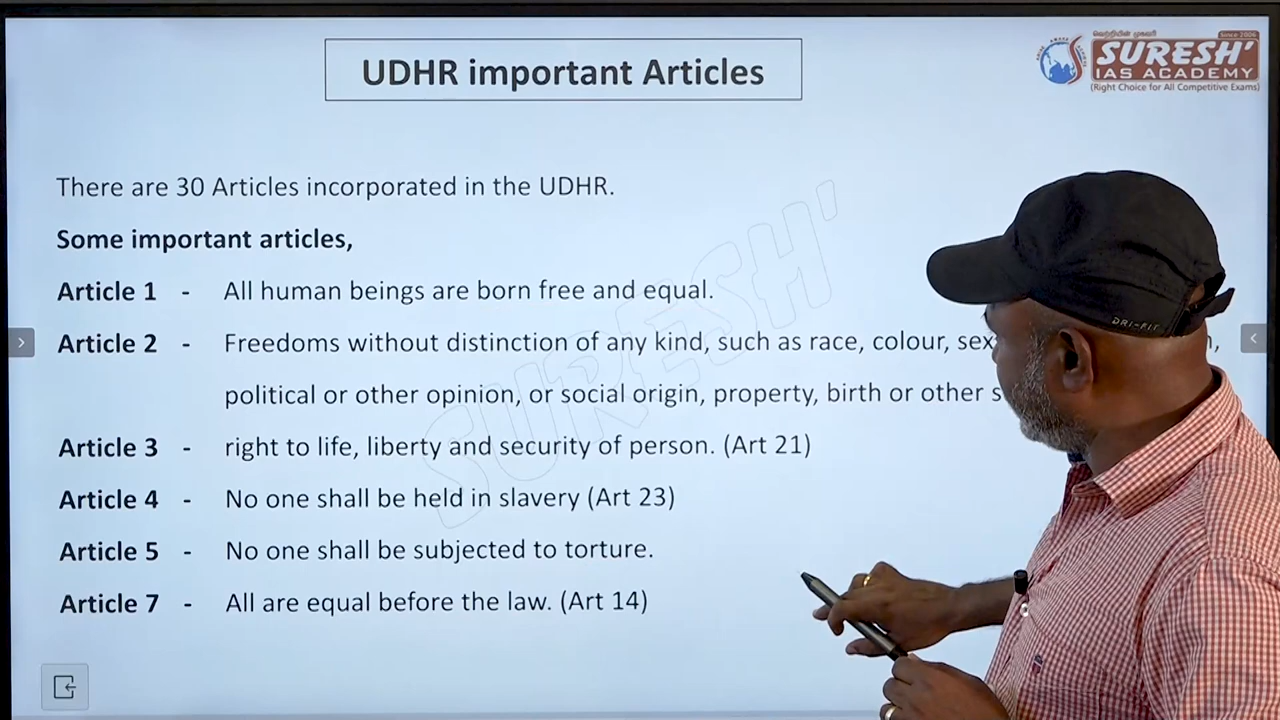 UDHR important Articles
வெற்றியின் முகவரி
Since 2006
SURESH'
IAS ACADEMY
(Right Choice for All Competitive Exams)
There are 30 Articles incorporated in the UDHR.
Some important articles,
Article 1 - All human beings are born free and equal.
Article 2 - Freedoms without distinction of any kind, such as race, colour, sex
political or other opinion, or social origin, property, birth or other s
Article 3 - right to life, liberty and security of person. (Art 21)
Article 4 - No one shall be held in slavery (Art 23)
Article 5 - No one shall be subjected to torture.
Article 7 - All are equal before the law. (Art 14)
SURESH'
DRI-FIT